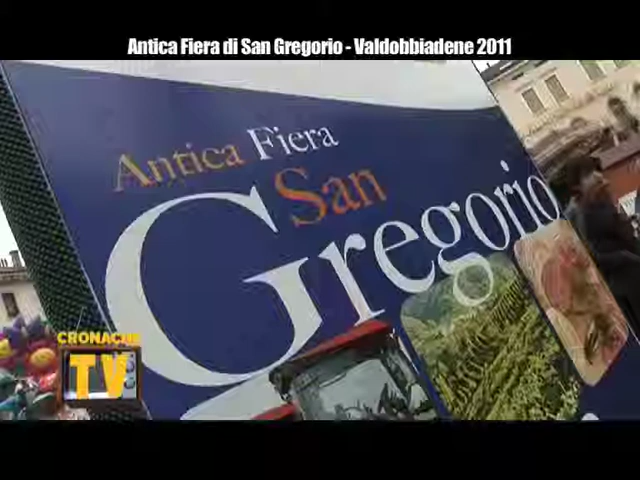 Antica Fiera di San Gregorio - Valdobbiadene 2011
Antica Fiera
San
Gregorio
CRONACHE
TV